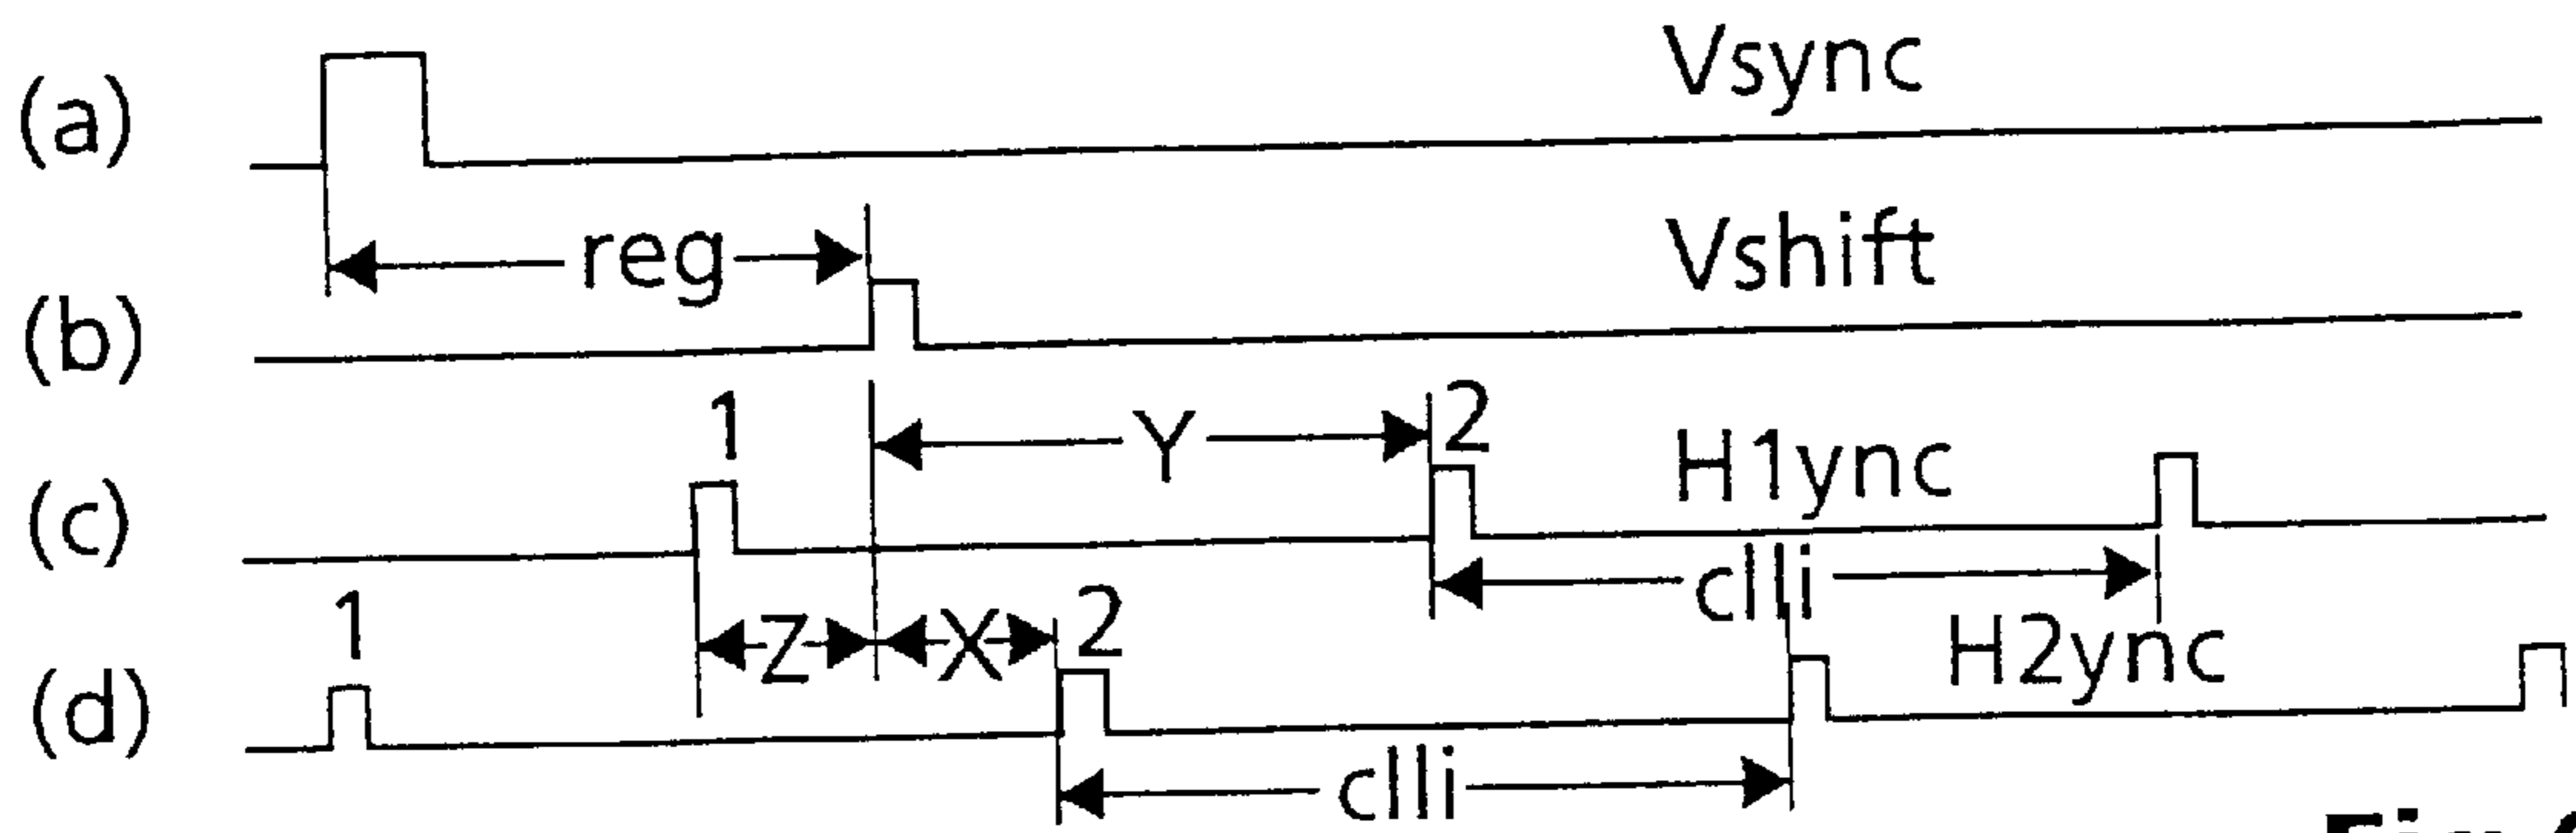 (a) Vsync
reg Vshift
(b)
1 Y 2 H1ync
(c)
clli
1 Z X 2 H2ync
(d)
clli